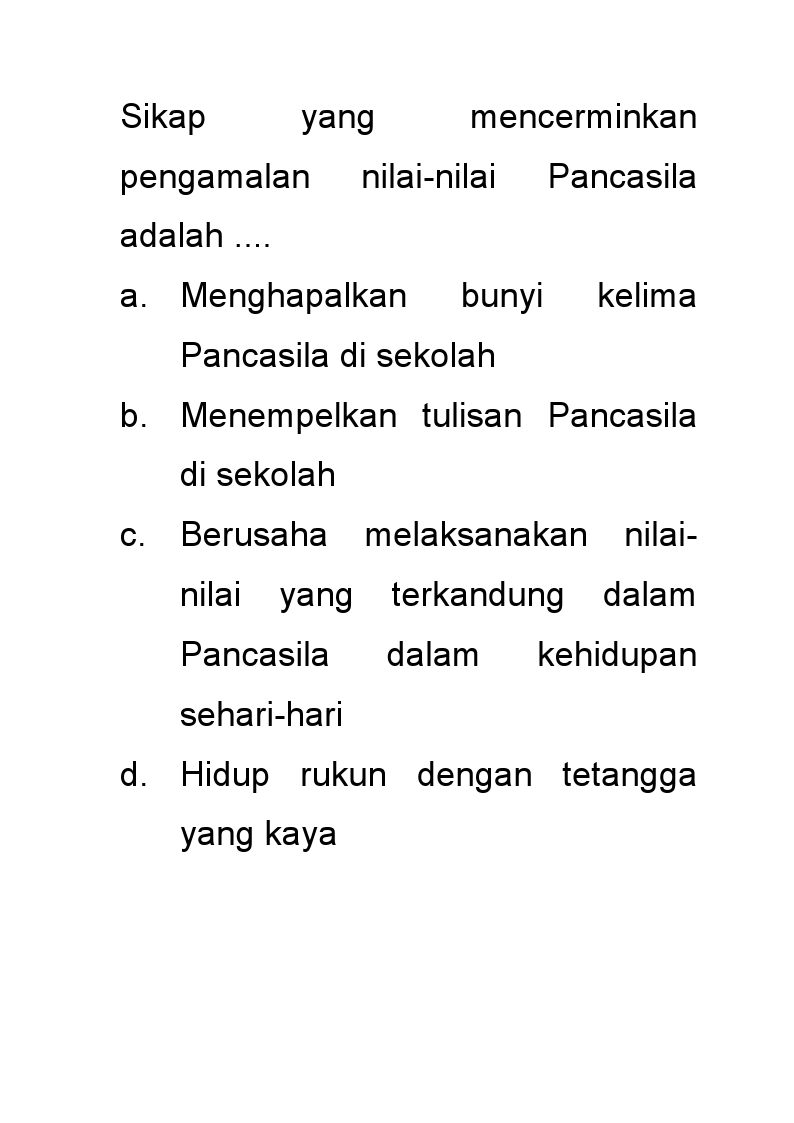 Sikap yang mencerminkan
pengamalan nilai-nilai Pancasila
adalah ....
a. Menghapalkan bunyi kelima
Pancasila di sekolah
b. Menempelkan tulisan Pancasila
di sekolah
c. Berusaha melaksanakan nilai-
nilai yang terkandung dalam
Pancasila dalam kehidupan
sehari-hari
d. Hidup rukun dengan tetangga
yang kaya